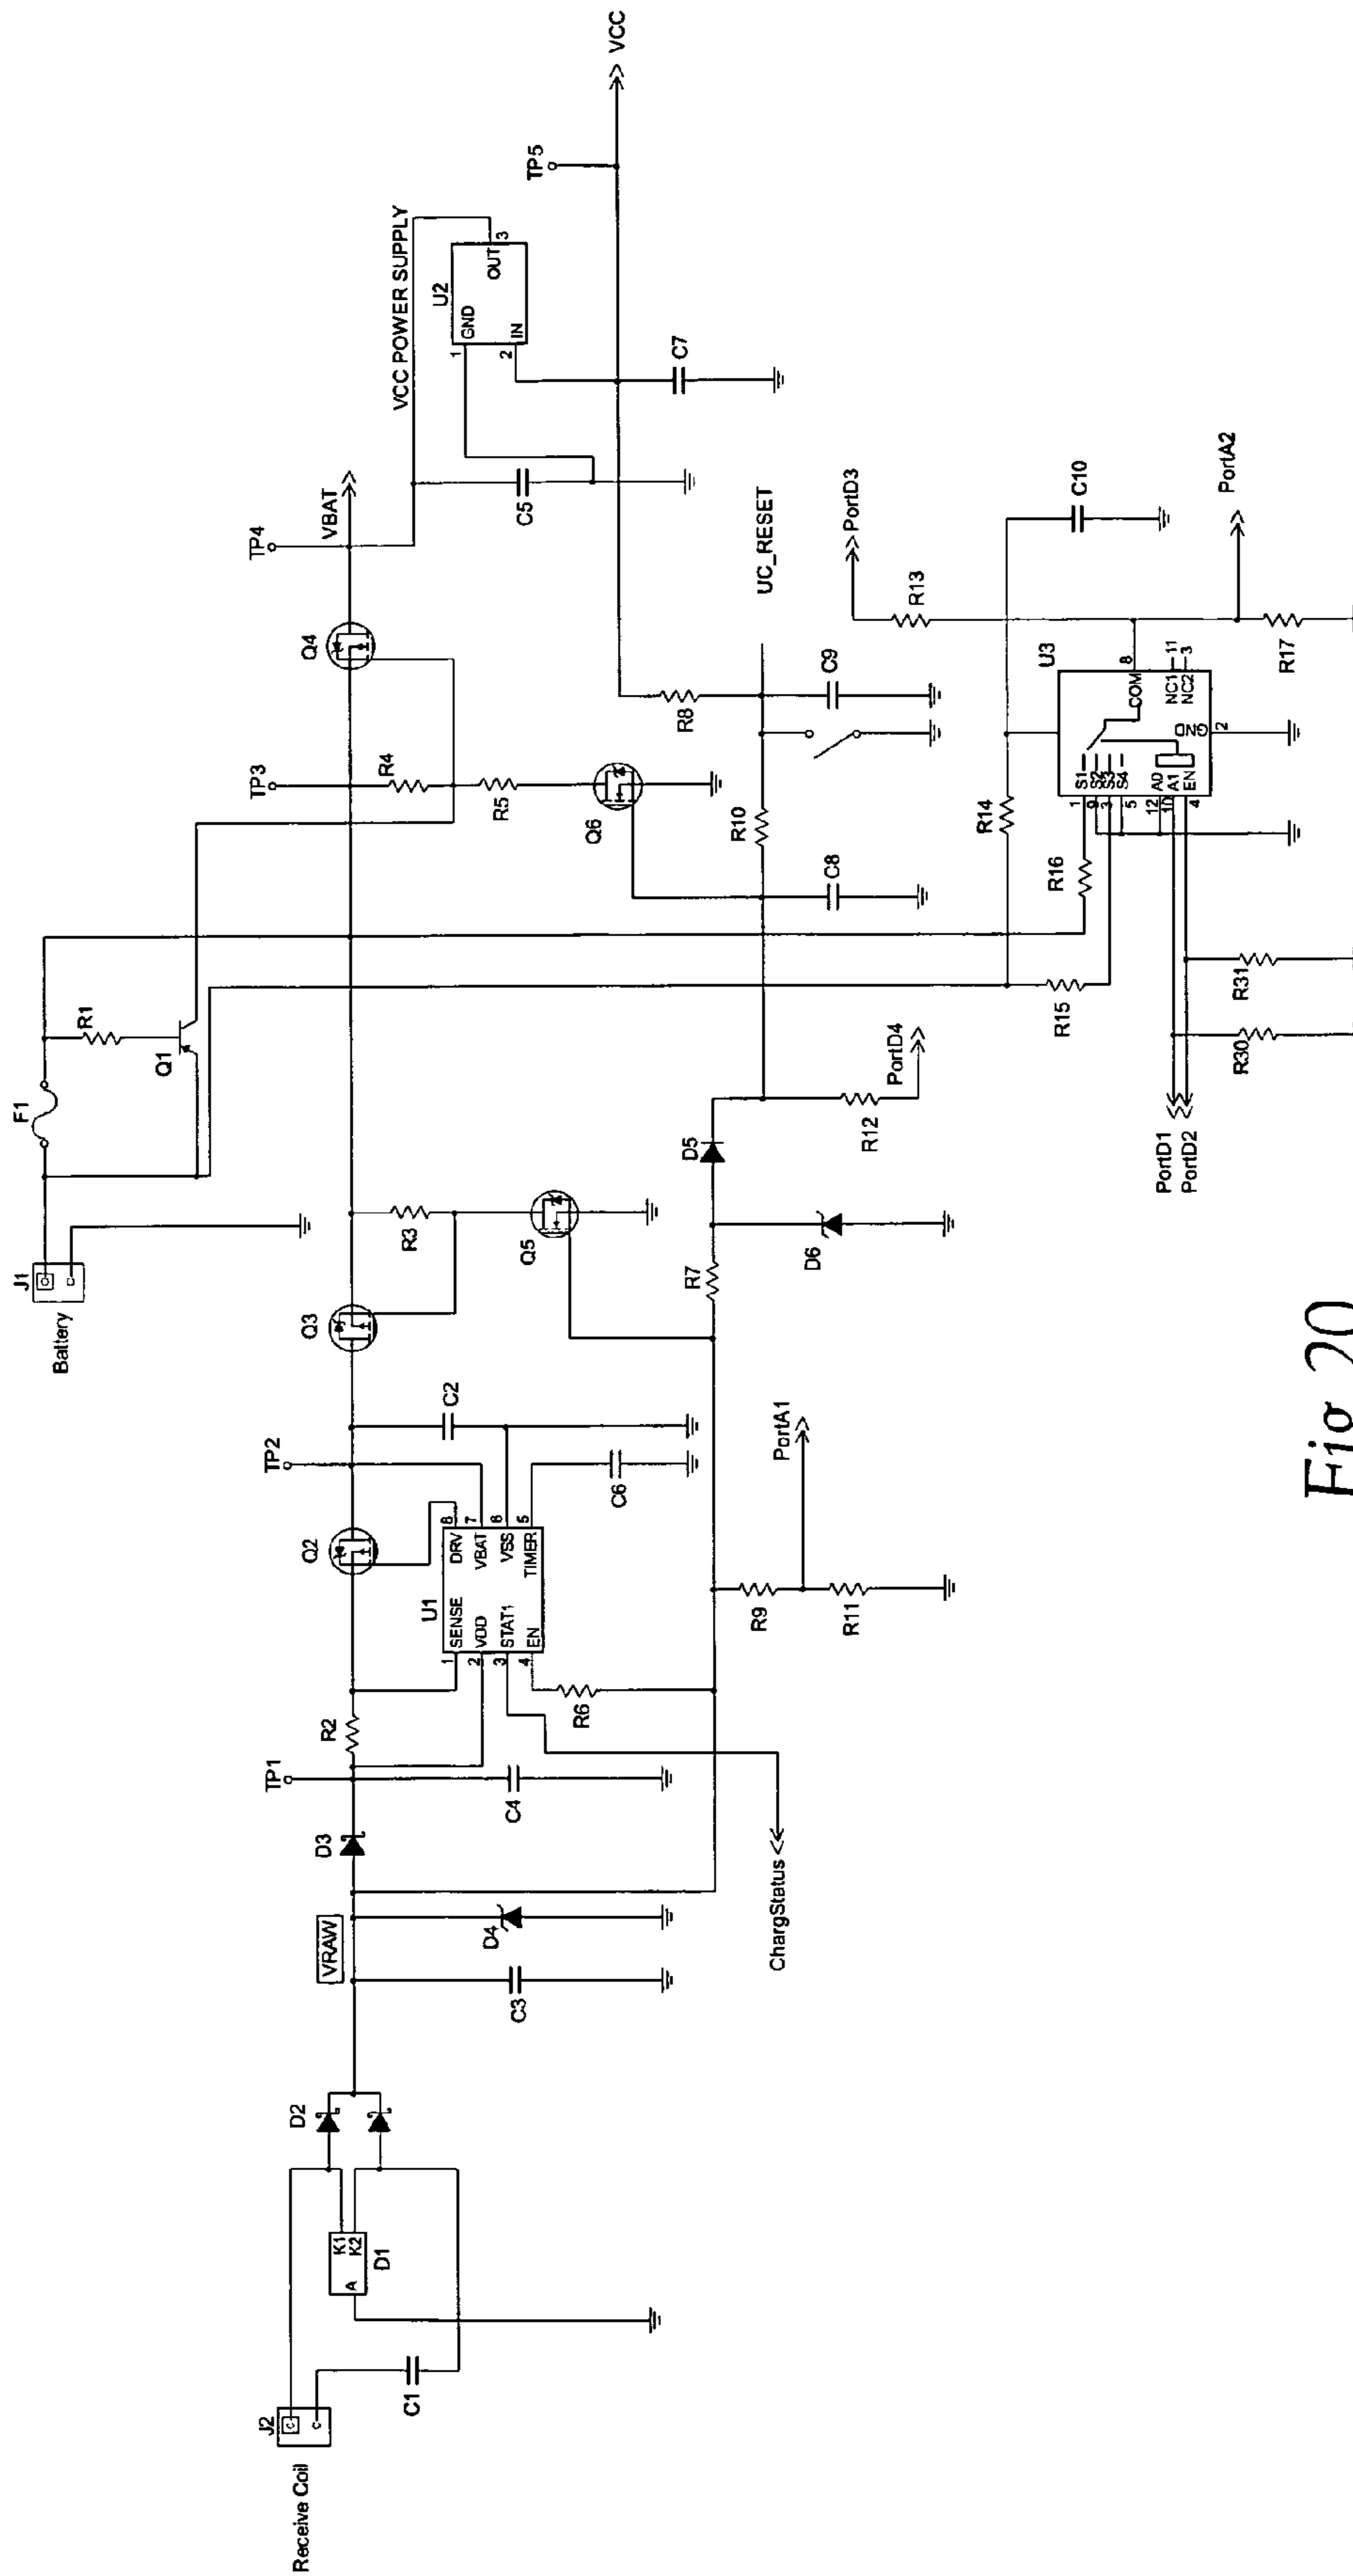 J1
Battery
F1
R1
Q1
TP1
TP2
TP3
TP4
Receive Coil
J2
C
C
D2
K1
K2
A
D1
C1
VRAW
D3
R2
Q2
Q3
Q4
VBAT
VCC POWER SUPPLY
C3
D4
C4
U1
1 SENSE
2 VDD
3 STAT1
4 EN
DRV 8
VBAT 7
VSS 6
TIMER 5
C2
C6
R6
R3
Q5
R4
R5
Q6
C5
U2
1 GND
2 IN
OUT 3
TP5
VCC
C7
ChargStatus
R9
PortA1
R11
R7
D5
D6
R12
PortD4
R10
C8
R8
C9
UC_RESET
PortD3
R13
R14
C10
U3
R15
R16
1 S1
9 S2
3 S3
5 S4
12 A0
10 A1
4 EN
COM 8
NC1 11
NC2 3
GND 2
PortA2
R17
PortD1
PortD2
R30
R31
Fig 20